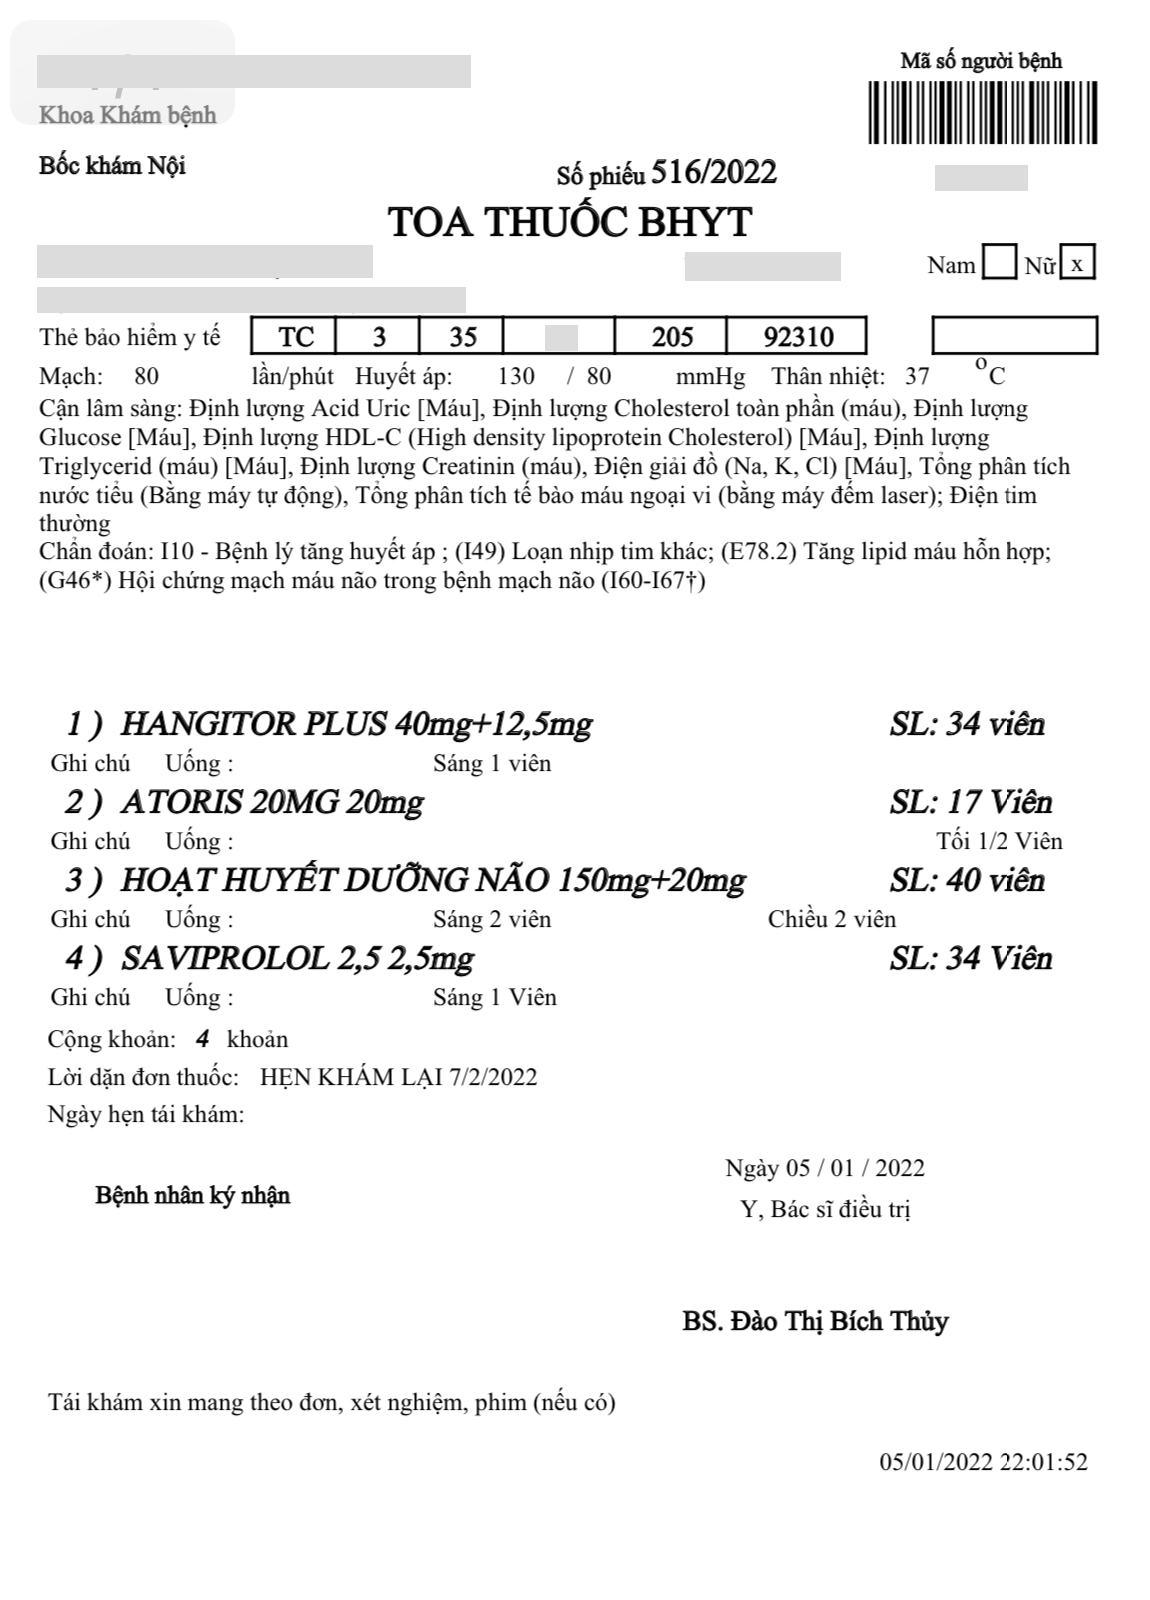 Mã số người bệnh
Khoa Khám bệnh
Bốc khám Nội
Số phiếu 516/2022
TOA THUỐC BHYT
Nam Nữ x
Thẻ bảo hiểm y tế TC 3 35 205 92310
Mạch: 80 lần/phút Huyết áp: 130 / 80 mmHg Thân nhiệt: 37 °C
Cận lâm sàng: Định lượng Acid Uric [Máu], Định lượng Cholesterol toàn phần (máu), Định lượng
Glucose [Máu], Định lượng HDL-C (High density lipoprotein Cholesterol) [Máu], Định lượng
Triglycerid (máu) [Máu], Định lượng Creatinin (máu), Điện giải đồ (Na, K, Cl) [Máu], Tổng phân tích
nước tiểu (Bằng máy tự động), Tổng phân tích tế bào máu ngoại vi (bằng máy đếm laser); Điện tim
thường
Chẩn đoán: I10 - Bệnh lý tăng huyết áp ; (I49) Loạn nhịp tim khác; (E78.2) Tăng lipid máu hỗn hợp;
(G46*) Hội chứng mạch máu não trong bệnh mạch não (I60-I67†)
1 ) HANGITOR PLUS 40mg+12,5mg SL: 34 viên
Ghi chú Uống : Sáng 1 viên
2 ) ATORIS 20MG 20mg SL: 17 Viên
Ghi chú Uống : Tối 1/2 Viên
3 ) HOẠT HUYẾT DƯỠNG NÃO 150mg+20mg SL: 40 viên
Ghi chú Uống : Sáng 2 viên Chiều 2 viên
4 ) SAVIPROLOL 2,5 2,5mg SL: 34 Viên
Ghi chú Uống : Sáng 1 Viên
Cộng khoản: 4 khoản
Lời dặn đơn thuốc: HẸN KHÁM LẠI 7/2/2022
Ngày hẹn tái khám:
Ngày 05 / 01 / 2022
Bệnh nhân ký nhận
Y, Bác sĩ điều trị
BS. Đào Thị Bích Thủy
Tái khám xin mang theo đơn, xét nghiệm, phim (nếu có)
05/01/2022 22:01:52